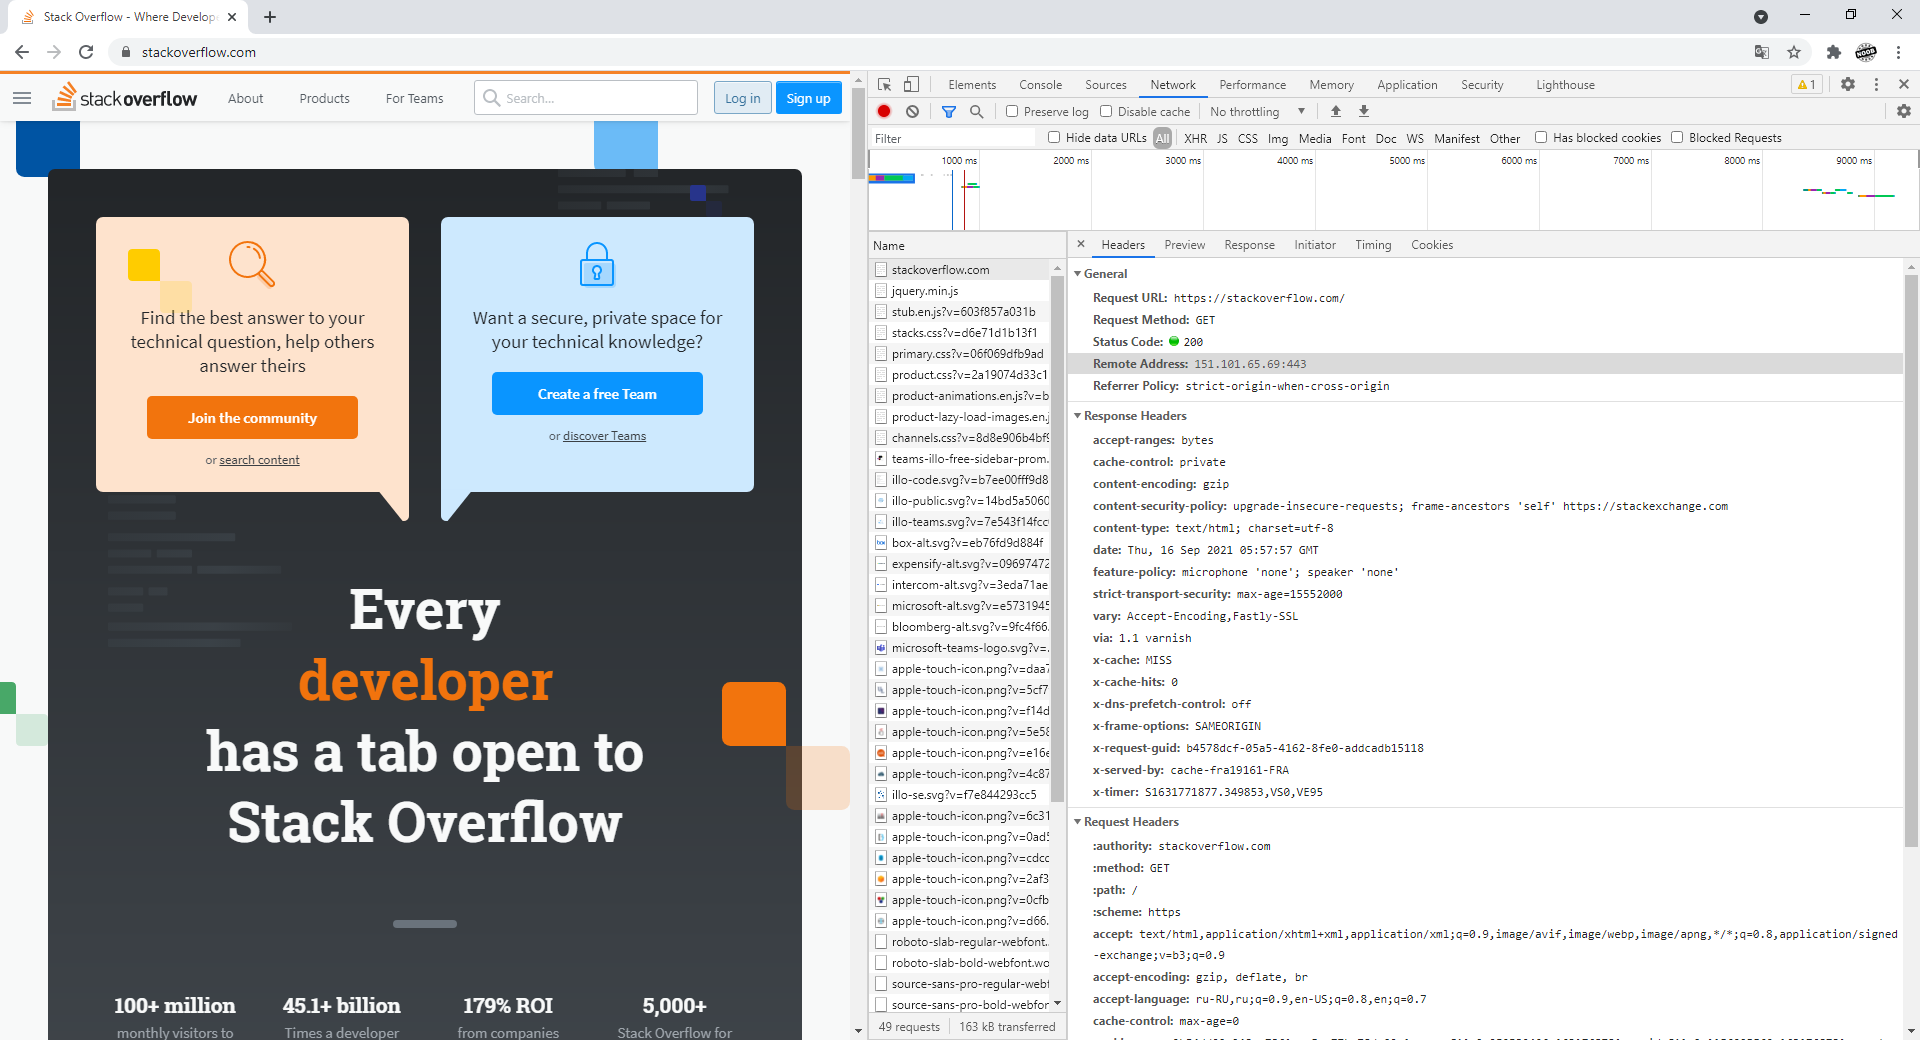 Stack Overflow - Where Develope
stackoverflow.com
NOOB
stackoverflow
About
Products
For Teams
Search...
Log in
Sign up
Find the best answer to your
technical question, help others
answer theirs
Join the community
or search content
Want a secure, private space for
your technical knowledge?
Create a free Team
or discover Teams
Every
developer
has a tab open to
Stack Overflow
100+ million
monthly visitors to
45.1+ billion
Times a developer
179% ROI
from companies
5,000+
Stack Overflow for
Elements Console Sources Network Performance Memory Application Security Lighthouse 1
Preserve log Disable cache No throttling
Filter Hide data URLs All XHR JS CSS Img Media Font Doc WS Manifest Other Has blocked cookies Blocked Requests
1000 ms 2000 ms 3000 ms 4000 ms 5000 ms 6000 ms 7000 ms 8000 ms 9000 ms
Name
stackoverflow.com
jquery.min.js
stub.en.js?v=603f857a031b
stacks.css?v=d6e71d1b13f1
primary.css?v=06f069dfb9ad
product.css?v=2a19074d33c1
product-animations.en.js?v=b
product-lazy-load-images.en.j
channels.css?v=8d8e906b4bf9
teams-illo-free-sidebar-prom.
illo-code.svg?v=b7ee00fff9d8
illo-public.svg?v=14bd5a5060
illo-teams.svg?v=7e543f14fcc
box-alt.svg?v=eb76fd9d884f
expensify-alt.svg?v=09697472
intercom-alt.svg?v=3eda71ae
microsoft-alt.svg?v=e5731945
bloomberg-alt.svg?v=9fc4f66.
microsoft-teams-logo.svg?v=.
apple-touch-icon.png?v=daa7
apple-touch-icon.png?v=5cf7
apple-touch-icon.png?v=f14d
apple-touch-icon.png?v=5e58
apple-touch-icon.png?v=e16e
apple-touch-icon.png?v=4c87
illo-se.svg?v=f7e844293cc5
apple-touch-icon.png?v=6c31
apple-touch-icon.png?v=0ad5
apple-touch-icon.png?v=cdcc
apple-touch-icon.png?v=2af3
apple-touch-icon.png?v=0cfb
apple-touch-icon.png?v=d66.
roboto-slab-regular-webfont.
roboto-slab-bold-webfont.wo
source-sans-pro-regular-webf
source-sans-pro-bold-webfor
49 requests 163 kB transferred
Headers Preview Response Initiator Timing Cookies
General
Request URL: https://stackoverflow.com/
Request Method: GET
Status Code: 200
Remote Address: 151.101.65.69:443
Referrer Policy: strict-origin-when-cross-origin
Response Headers
accept-ranges: bytes
cache-control: private
content-encoding: gzip
content-security-policy: upgrade-insecure-requests; frame-ancestors 'self' https://stackexchange.com
content-type: text/html; charset=utf-8
date: Thu, 16 Sep 2021 05:57:57 GMT
feature-policy: microphone 'none'; speaker 'none'
strict-transport-security: max-age=15552000
vary: Accept-Encoding,Fastly-SSL
via: 1.1 varnish
x-cache: MISS
x-cache-hits: 0
x-dns-prefetch-control: off
x-frame-options: SAMEORIGIN
x-request-guid: b4578dcf-05a5-4162-8fe0-addcadb15118
x-served-by: cache-fra19161-FRA
x-timer: S1631771877.349853,VS0,VE95
Request Headers
:authority: stackoverflow.com
:method: GET
:path: /
:scheme: https
accept: text/html,application/xhtml+xml,application/xml;q=0.9,image/avif,image/webp,image/apng,*/*;q=0.8,application/signed
-exchange;v=b3;q=0.9
accept-encoding: gzip, deflate, br
accept-language: ru-RU,ru;q=0.9,en-US;q=0.8,en;q=0.7
cache-control: max-age=0